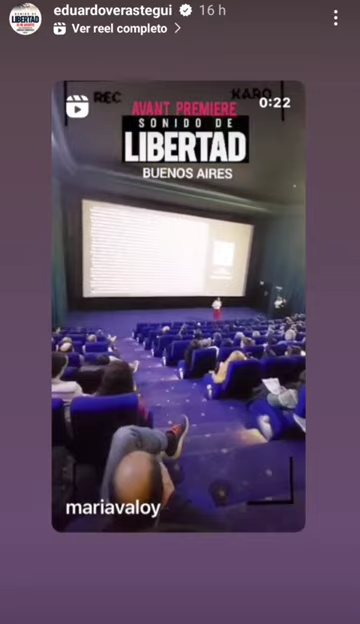 eduardoverastegui 16 h
Ver reel completo
REC
KARO
AVANT PREMIERE
0:22
SONIDO DE
LIBERTAD
BUENOS AIRES
mariavaloy